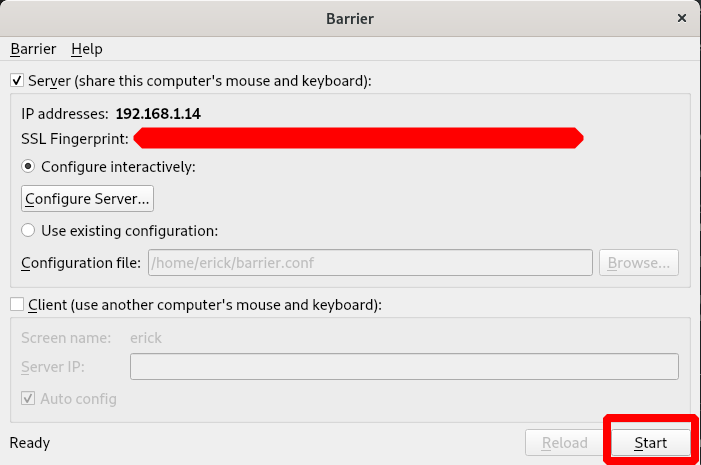 Barrier
Barrier Help
Server (share this computer's mouse and keyboard):
IP addresses: 192.168.1.14
SSL Fingerprint:
Configure interactively:
Configure Server...
Use existing configuration:
Configuration file: /home/erick/barrier.conf Browse...
Client (use another computer's mouse and keyboard):
Screen name: erick
Server IP:
Auto config
Ready Reload Start